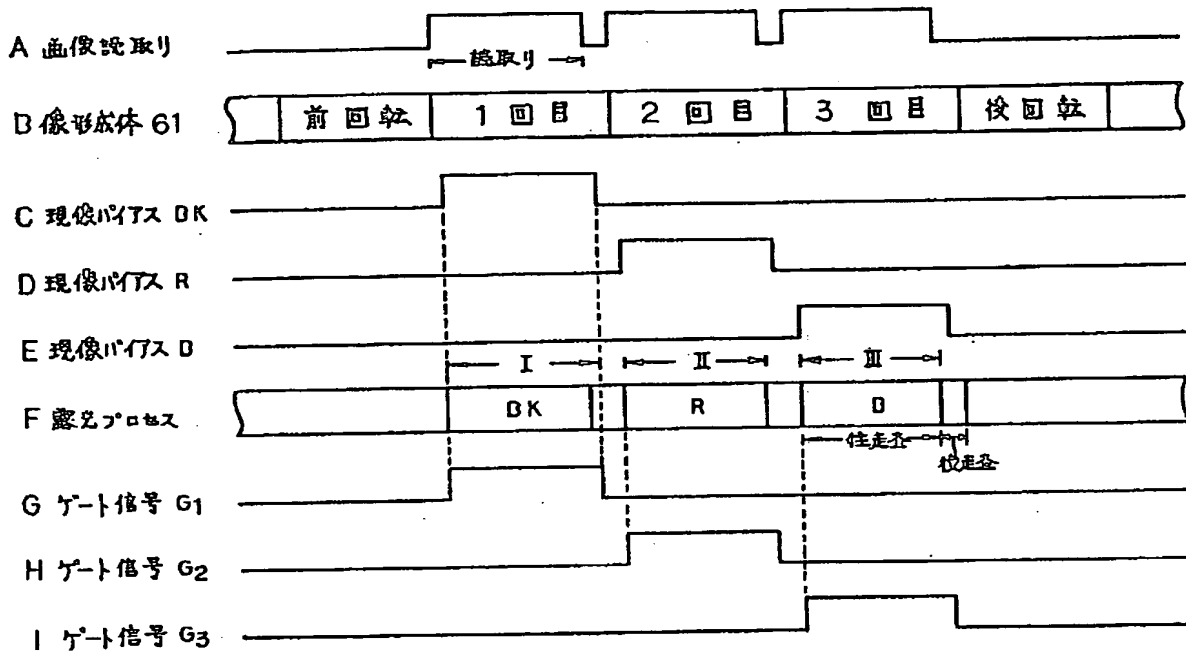 A 画像読取り
読取り
B 像形成体 61
前回転 1回目 2回目 3回目 後回転
C 現像バイアス BK
D 現像バイアス R
E 現像バイアス B
I II III
F 露光プロセス
BK R B
往走査
復走査
G ゲート信号 G1
H ゲート信号 G2
I ゲート信号 G3